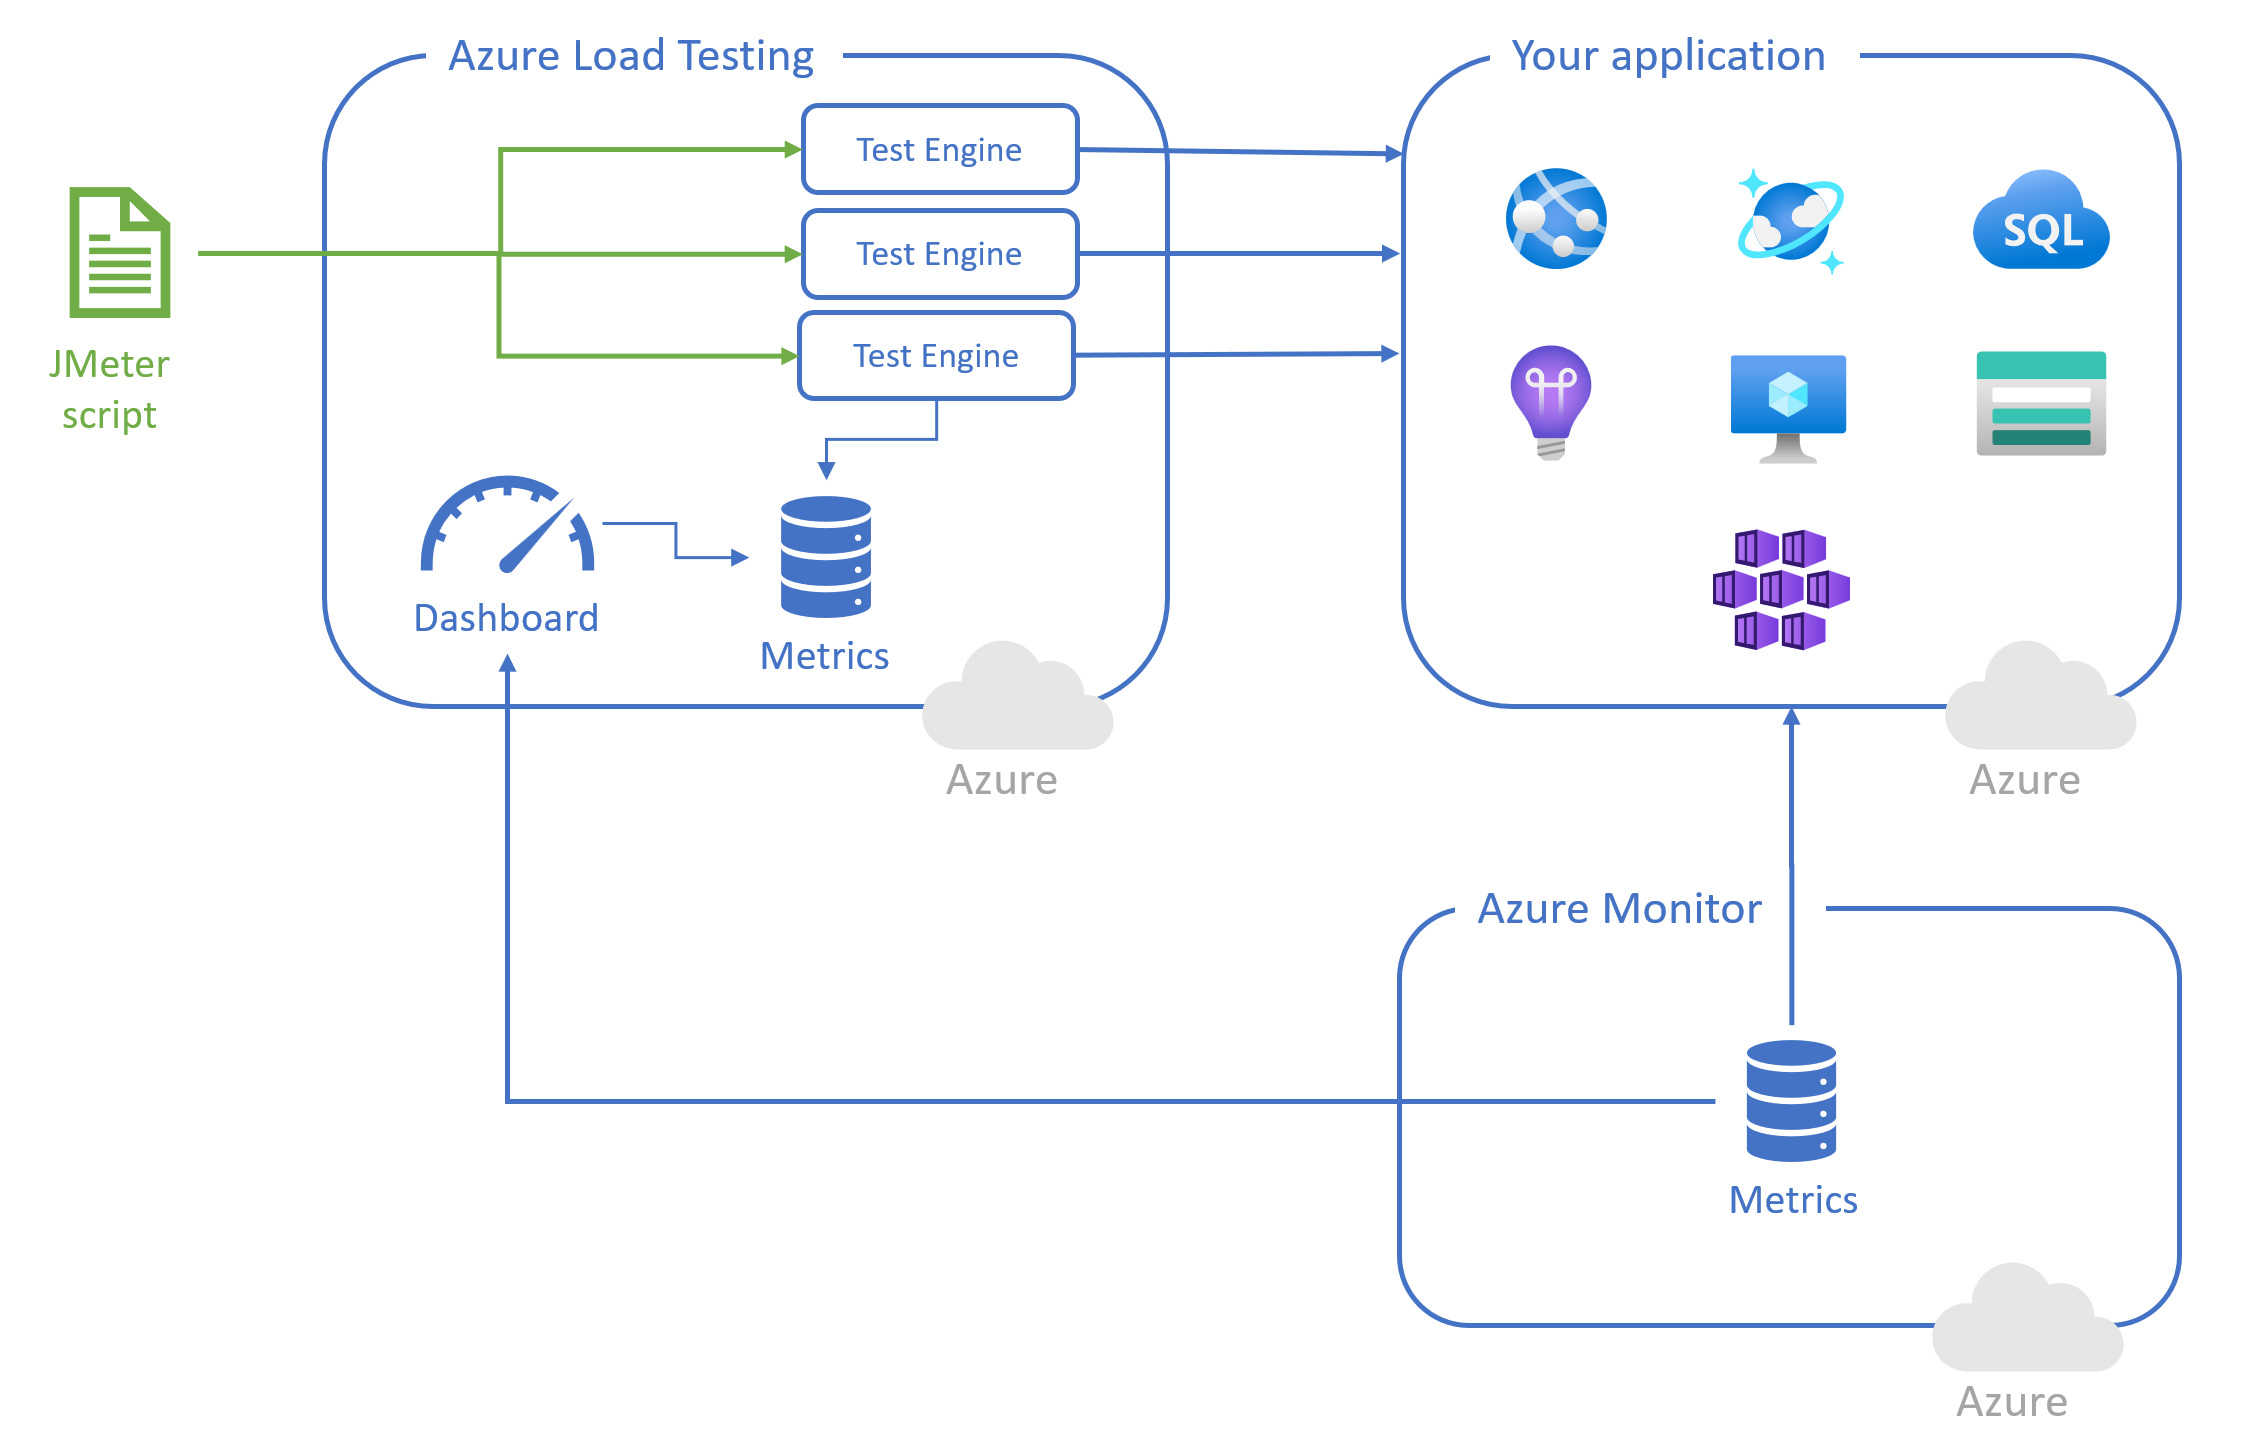 Azure Load Testing
Your application
Test Engine
Test Engine
Test Engine
SQL
JMeter
script
Dashboard
Metrics
Azure
Azure
Azure Monitor
Metrics
Azure